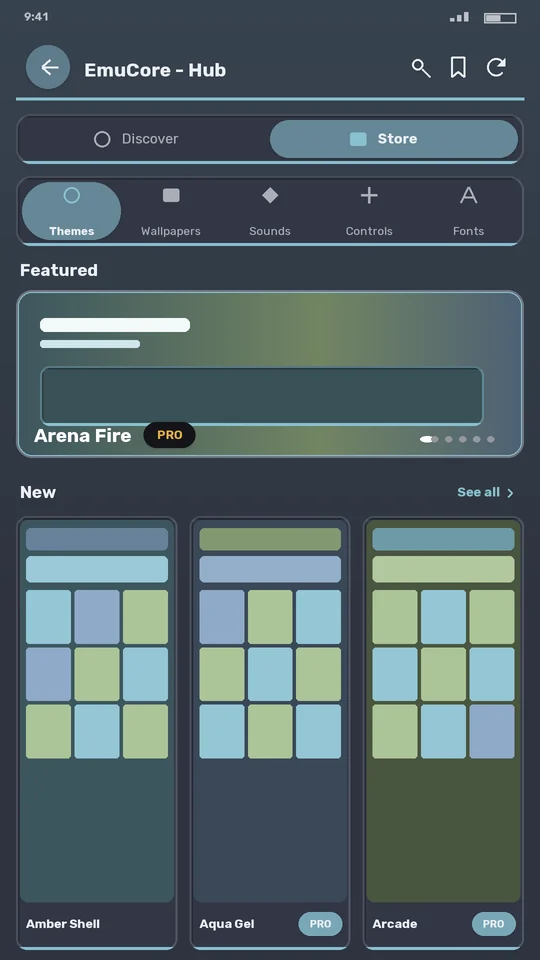 9:41
EmuCore - Hub
Discover
Store
Themes
Wallpapers
Sounds
Controls
Fonts
Featured
Arena Fire
PRO
New
See all
Amber Shell
Aqua Gel
PRO
Arcade
PRO